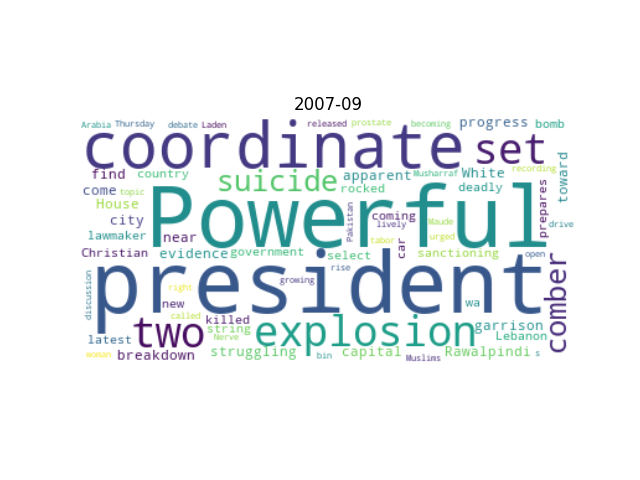 2007-09
Arabia Thursday debate Laden released prostate becoming progress bomb
coordinate set
find country suicide apparent Musharraf White recording toward
come topic rocked deadly
House Powerful prepares
city Pakistan coming lively Maude drive
lawmaker near car tabor urged
Christian evidence government select sanctioning open
president rise growing comber
discussion right new wa
called killed string Nerve two explosion garrison
latest Lebanon
woman breakdown struggling bin capital Muslims Rawalpindi s